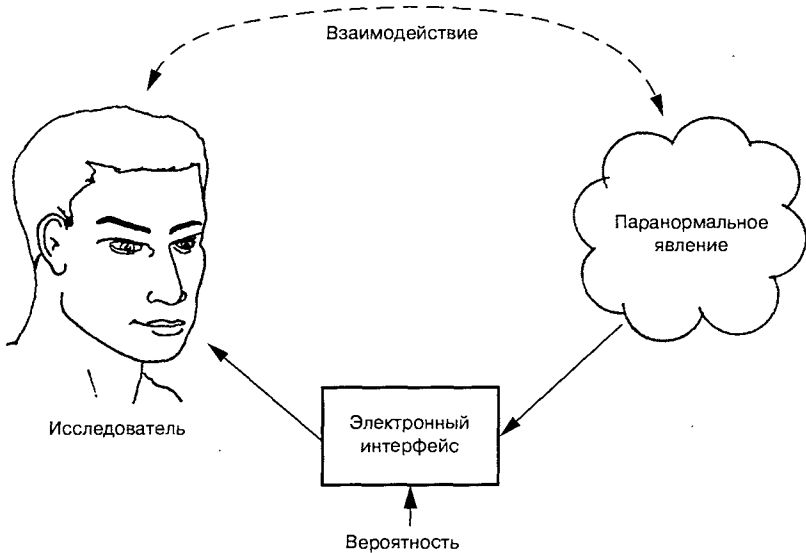 Взаимодействие
Паранормальное
явление
Исследователь
Электронный
интерфейс
Вероятность